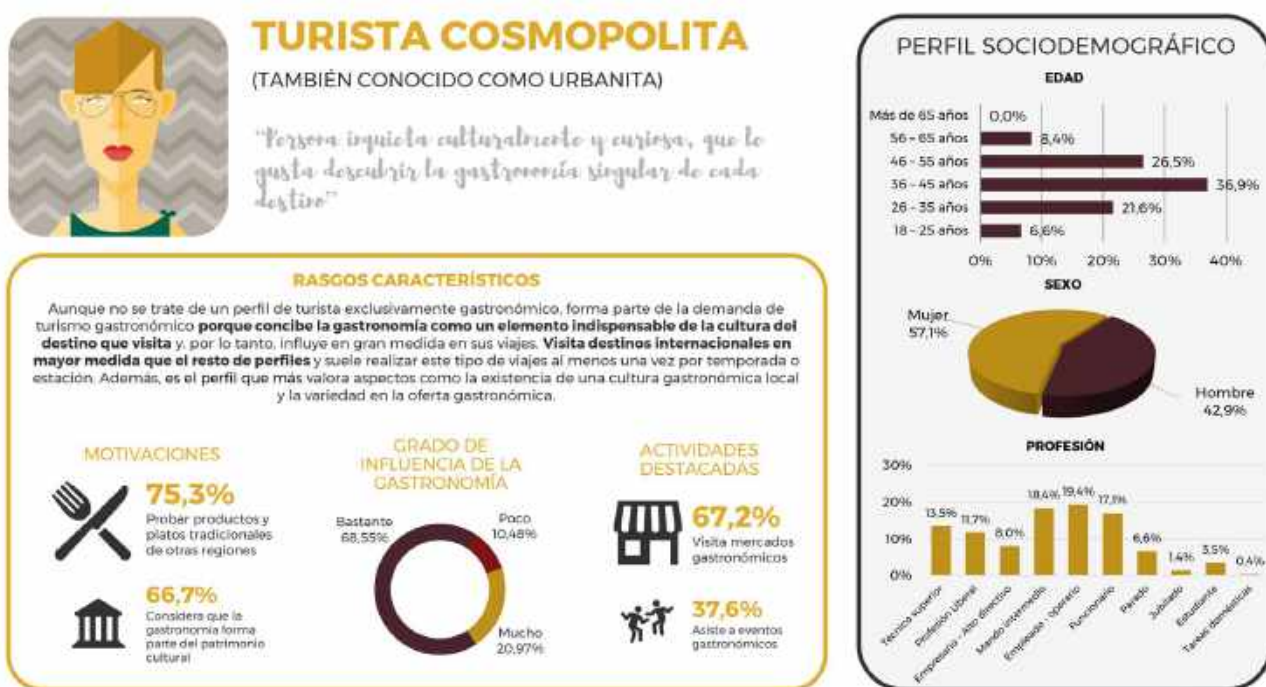 TURISTA COSMOPOLITA
(TAMBIÉN CONOCIDO COMO URBANITA)
"Persona inquieta culturalmente y curiosa, que le
gusta descubrir la gastronomía singular de cada
destino"
RASGOS CARACTERÍSTICOS
Aunque no se trate de un perfil de turista exclusivamente gastronómico, forma parte de la demanda de
turismo gastronómico porque concibe la gastronomía como un elemento indispensable de la cultura del
destino que visita y, por lo tanto, influye en gran medida en sus viajes. Visita destinos internacionales en
mayor medida que el resto de perfiles y suele realizar este tipo de viajes al menos una vez por temporada o
estación. Además, es el perfil que más valora aspectos como la existencia de una cultura gastronómica local
y la variedad en la oferta gastronómica.
MOTIVACIONES
75,3%
Probar productos y
platos tradicionales
de otras regiones
66,7%
Considera que la
gastronomía forma
parte del patrimonio
cultural
GRADO DE
INFLUENCIA DE LA
GASTRONOMÍA
Bastante
68,55%
Poco
10,48%
Mucho
20,97%
ACTIVIDADES
DESTACADAS
67,2%
Visita mercados
gastronómicos
37,6%
Asiste a eventos
gastronómicos
PERFIL SOCIODEMOGRÁFICO
EDAD
Más de 65 años 0,0%
56 - 65 años 8,4%
46 - 55 años 26,5%
36 - 45 años 36,9%
26 - 35 años 21,6%
18 - 25 años 6,6%
0% 10% 20% 30% 40%
SEXO
Mujer
57,1%
Hombre
42,9%
PROFESIÓN
30%
20%
10%
0%
13,5% 11,7% 8,0% 18,4% 19,4% 17,1% 6,6% 1,4% 3,5% 0,4%
Técnico superior
Profesión Liberal
Empresario - Alto directivo
Mando intermedio
Empleado - operario
Funcionario
Parado
Jubilado
Estudiante
Tareas domésticas